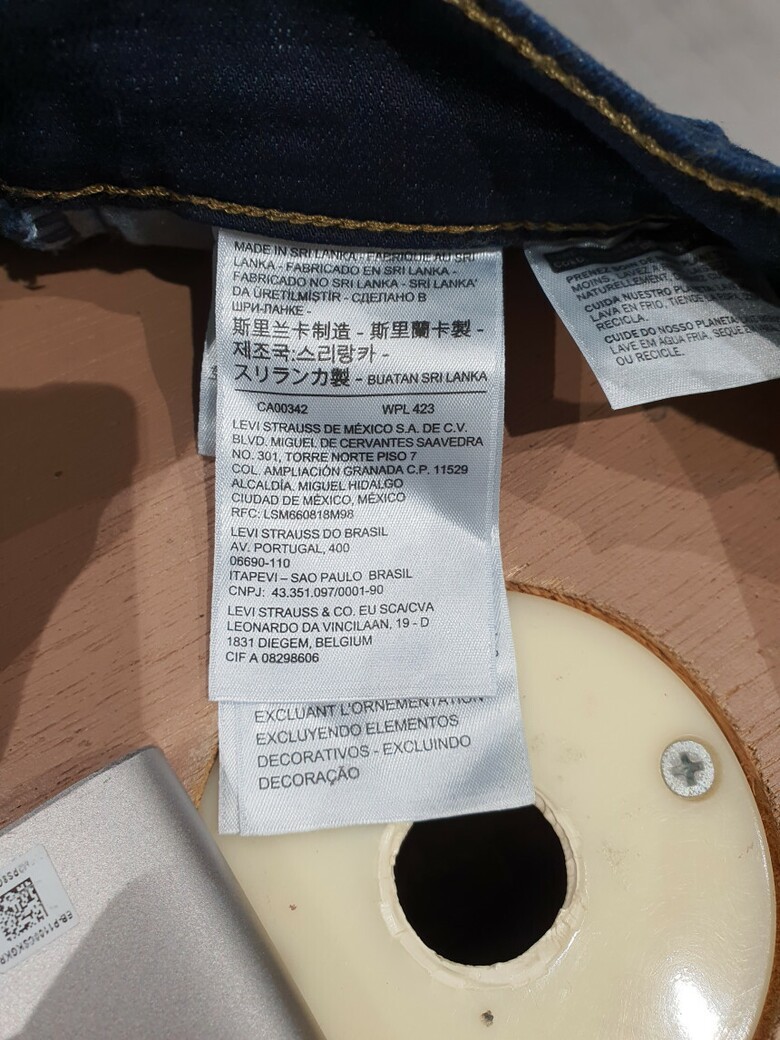 MADE IN SRI LANKA - FABRIQUÉ AU SRI
LANKA - FABRICADO EN SRI LANKA -
FABRICADO NO SRI LANKA - SRİ LANKA'
DA ÜRETİLMİŞTİR - СДЕЛАНО В
ШРИ-ЛАНКЕ -
斯里兰卡制造 - 斯里蘭卡製 -
제조국:스리랑카 -
スリランカ製 - BUATAN SRI LANKA
CA00342 WPL 423
LEVI STRAUSS DE MÉXICO S.A. DE C.V.
BLVD. MIGUEL DE CERVANTES SAAVEDRA
NO. 301, TORRE NORTE PISO 7
COL. AMPLIACIÓN GRANADA C.P. 11529
ALCALDÍA. MIGUEL HIDALGO
CIUDAD DE MÉXICO, MÉXICO
RFC: LSM660818M98
LEVI STRAUSS DO BRASIL
AV. PORTUGAL, 400
06690-110
ITAPEVI – SAO PAULO BRASIL
CNPJ: 43.351.097/0001-90
LEVI STRAUSS & CO. EU SCA/CVA
LEONARDO DA VINCILAAN, 19 - D
1831 DIEGEM, BELGIUM
CIF A 08298606
EXCLUANT L'ORNEMENTATION
EXCLUYENDO ELEMENTOS
DECORATIVOS - EXCLUINDO
DECORAÇÃO
COLD
PRENEZ SOIN DE
MOINS, LAVEZ À
NATURELLEMENT,
CUIDA NUESTRO PLANETA
LAVA EN FRIO, TIENDE
RECICLA.
CUIDE DO NOSSO PLANETA
LAVE EM ÁGUA FRIA, SEQUE
OU RECICLE.